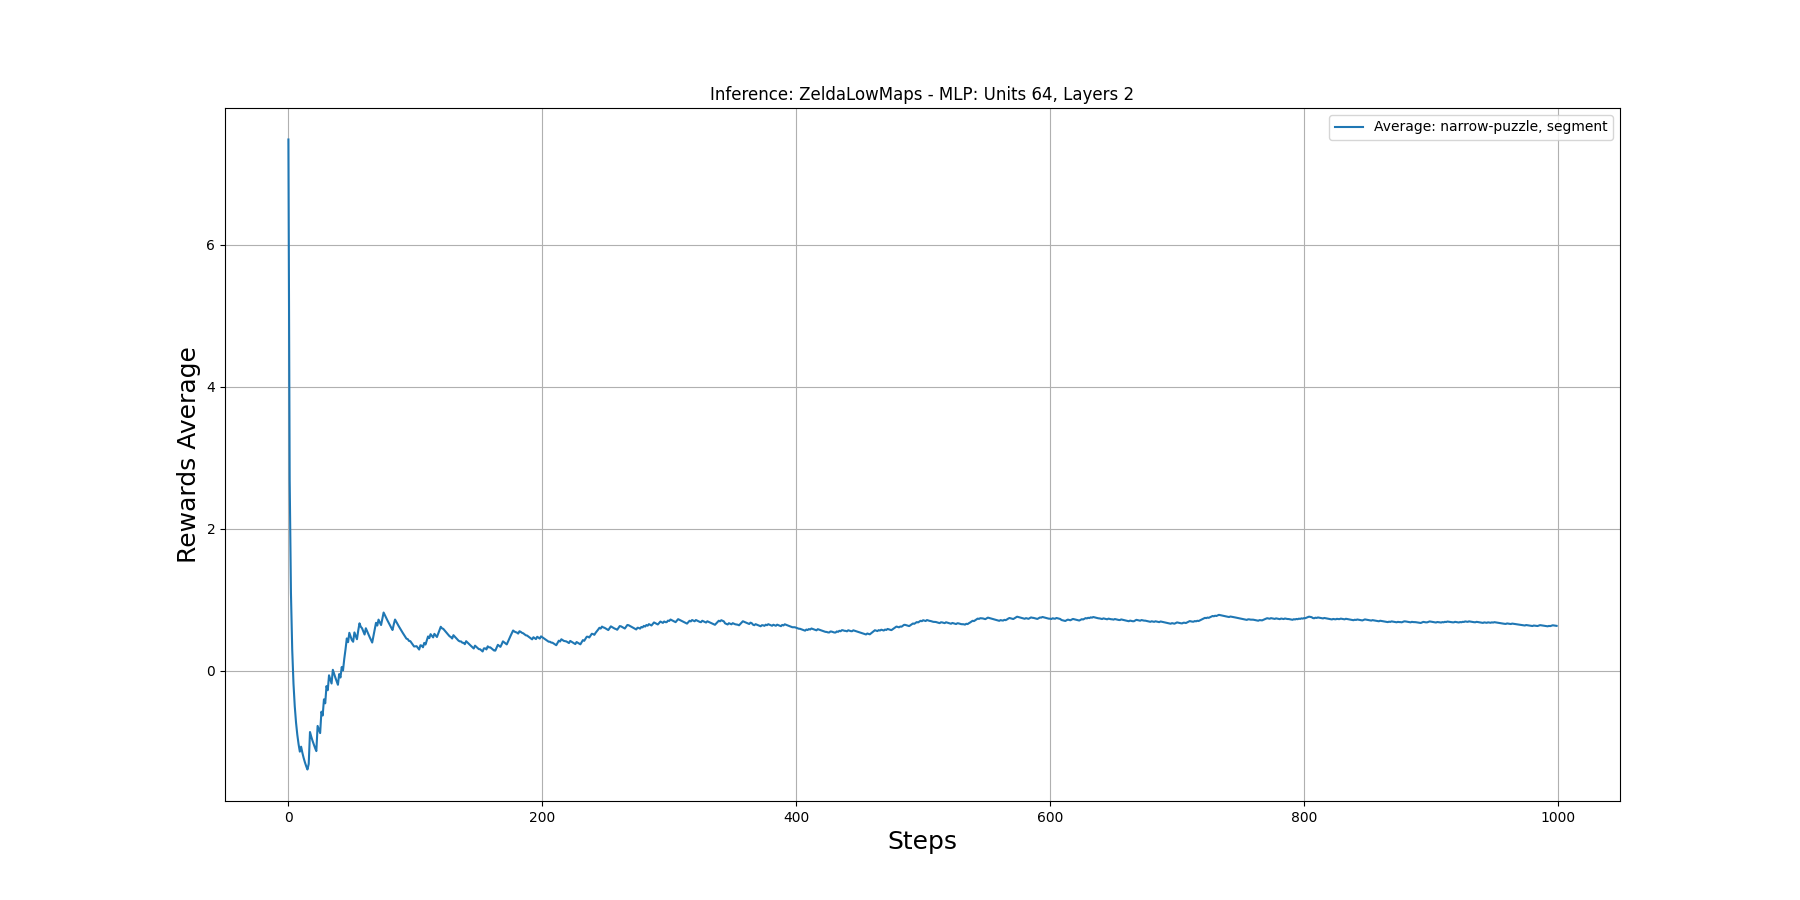 Inference: ZeldaLowMaps - MLP: Units 64, Layers 2
Average: narrow-puzzle, segment
Rewards Average
6
4
2
0
0 200 400 600 800 1000
Steps